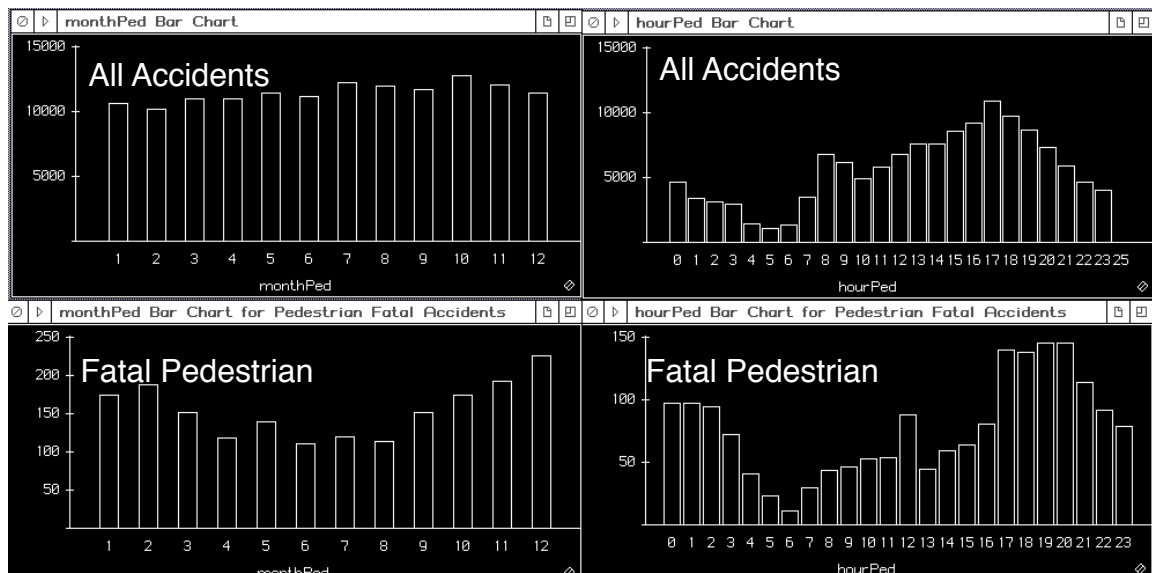 monthPed Bar Chart
15000
All Accidents
10000
5000
1 2 3 4 5 6 7 8 9 10 11 12
monthPed
hourPed Bar Chart
15000
All Accidents
10000
5000
0 1 2 3 4 5 6 7 8 9 10 11 12 13 14 15 16 17 18 19 20 21 22 23 25
hourPed
monthPed Bar Chart for Pedestrian Fatal Accidents
250
Fatal Pedestrian
200
150
100
50
1 2 3 4 5 6 7 8 9 10 11 12
monthPed
hourPed Bar Chart for Pedestrian Fatal Accidents
150
Fatal Pedestrian
100
50
0 1 2 3 4 5 6 7 8 9 10 11 12 13 14 15 16 17 18 19 20 21 22 23
hourPed